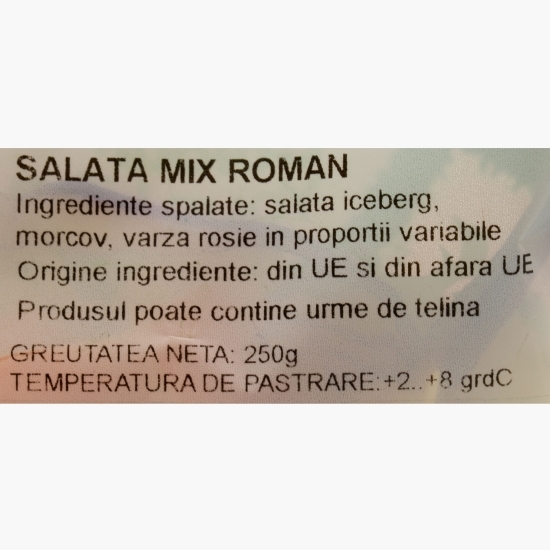 SALATA MIX ROMAN
Ingrediente spalate: salata iceberg,
morcov, varza rosie in proportii variabile
Origine ingrediente: din UE si din afara UE
Produsul poate contine urme de telina
GREUTATEA NETA: 250g
TEMPERATURA DE PASTRARE:+2..+8 grdC